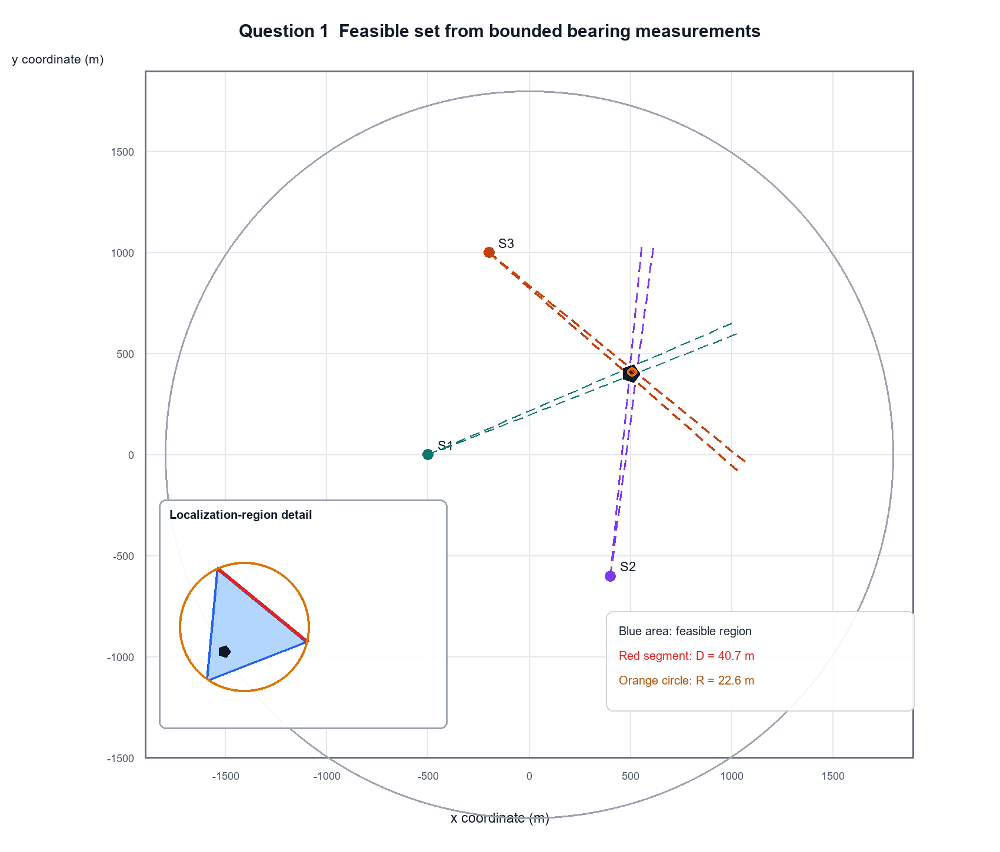 Question 1  Feasible set from bounded bearing measurements
y coordinate (m)
1500
1000
500
0
-500
-1000
-1500
S3
S1
S2
Localization-region detail
Blue area: feasible region
Red segment: D = 40.7 m
Orange circle: R = 22.6 m
-1500 -1000 -500 0 500 1000 1500
x coordinate (m)